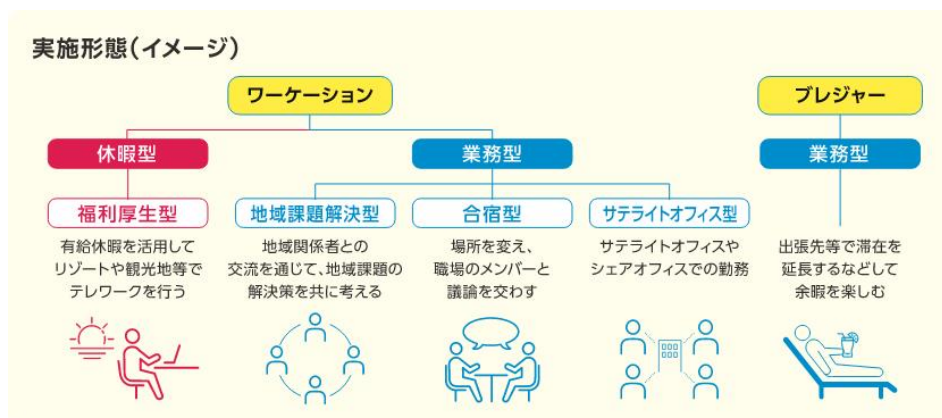 実施形態(イメージ)
ワーケーション
ブレジャー
休暇型
業務型
業務型
福利厚生型
地域課題解決型
合宿型
サテライトオフィス型
有給休暇を活用して
リゾートや観光地等で
テレワークを行う
地域関係者との
交流を通じて、地域課題の
解決策を共に考える
場所を変え、
職場のメンバーと
議論を交わす
サテライトオフィスや
シェアオフィスでの勤務
出張先等で滞在を
延長するなどして
余暇を楽しむ